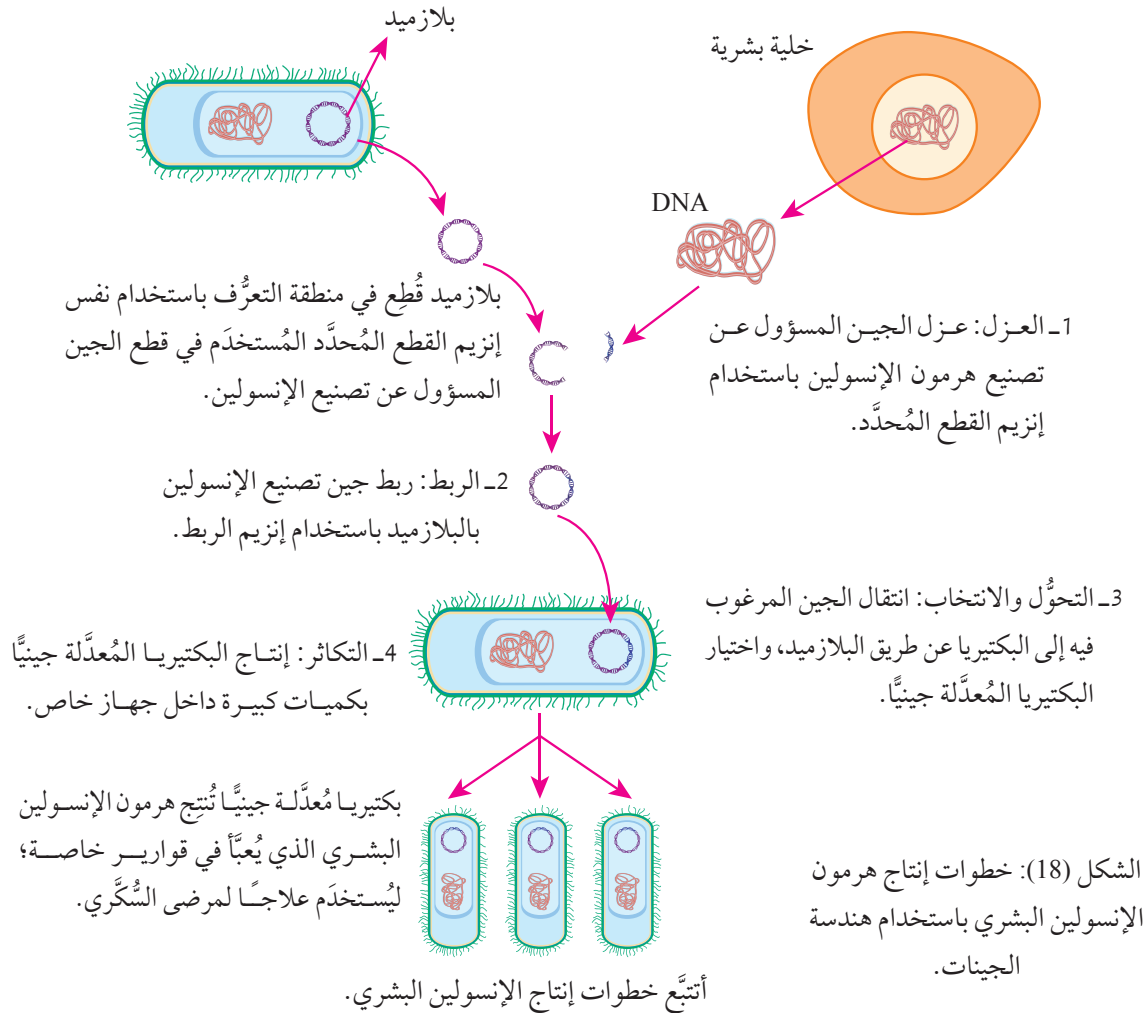 بلازميد
خلية بشرية
DNA
بلازميد قُطِع في منطقة التعرُّف باستخدام نفس
إنزيم القطع المُحدَّد المُستخدَم في قطع الجين
المسؤول عن تصنيع الإنسولين.
1ـ العـزل: عـزل الجيـن المسؤول عـن
تصنيع هرمون الإنسولين باستخدام
إنزيم القطع المُحدَّد.
2ـ الربط: ربط جين تصنيع الإنسولين
بالبلازميد باستخدام إنزيم الربط.
3ـ التحوُّل والانتخاب: انتقال الجين المرغوب
فيه إلى البكتيريا عن طريق البلازميد، واختيار
البكتيريا المُعدَّلة جينيًّا.
4ـ التكاثر: إنتـاج البكتيريـا المُعدَّلة جينيًّا
بكميـات كبيـرة داخل جهـاز خاص.
بكتيريـا مُعدَّلـة جينيًّـا تُنتِج هرمون الإنسـولين
البشـري الذي يُعبَّأ في قواريـر خاصـة؛
ليُسـتخدَم علاجًـا لمرضى السُّكَّري.
الشكل (18): خطوات إنتاج هرمون
الإنسولين البشري باستخدام هندسة
الجينات.
أتتبَّع خطوات إنتاج الإنسولين البشري.